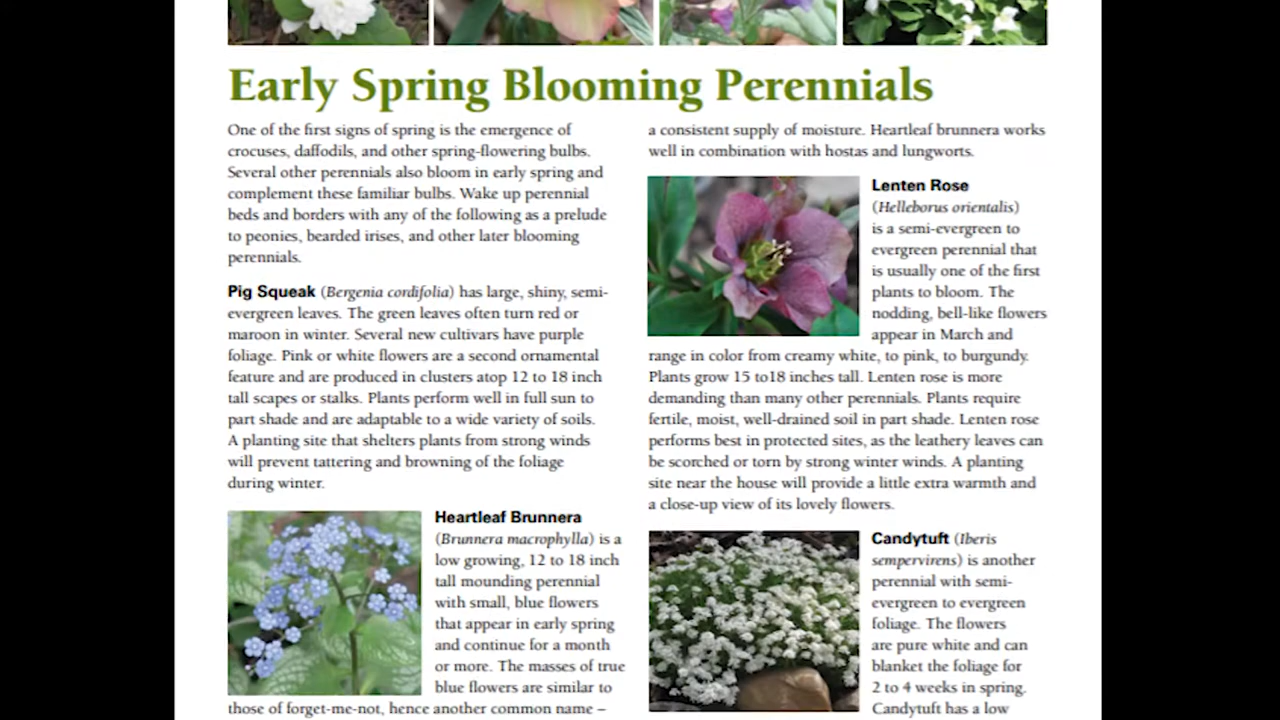 Early Spring Blooming Perennials
One of the first signs of spring is the emergence of
crocuses, daffodils, and other spring-flowering bulbs.
Several other perennials also bloom in early spring and
complement these familiar bulbs. Wake up perennial
beds and borders with any of the following as a prelude
to peonies, bearded irises, and other later blooming
perennials.
Pig Squeak (Bergenia cordifolia) has large, shiny, semi-
evergreen leaves. The green leaves often turn red or
maroon in winter. Several new cultivars have purple
foliage. Pink or white flowers are a second ornamental
feature and are produced in clusters atop 12 to 18 inch
tall scapes or stalks. Plants perform well in full sun to
part shade and are adaptable to a wide variety of soils.
A planting site that shelters plants from strong winds
will prevent tattering and browning of the foliage
during winter.
Heartleaf Brunnera
(Brunnera macrophylla) is a
low growing, 12 to 18 inch
tall mounding perennial
with small, blue flowers
that appear in early spring
and continue for a month
or more. The masses of true
blue flowers are similar to
those of forget-me-not, hence another common name –
a consistent supply of moisture. Heartleaf brunnera works
well in combination with hostas and lungworts.
Lenten Rose
(Helleborus orientalis)
is a semi-evergreen to
evergreen perennial that
is usually one of the first
plants to bloom. The
nodding, bell-like flowers
appear in March and
range in color from creamy white, to pink, to burgundy.
Plants grow 15 to18 inches tall. Lenten rose is more
demanding than many other perennials. Plants require
fertile, moist, well-drained soil in part shade. Lenten rose
performs best in protected sites, as the leathery leaves can
be scorched or torn by strong winter winds. A planting
site near the house will provide a little extra warmth and
a close-up view of its lovely flowers.
Candytuft (Iberis
sempervirens) is another
perennial with semi-
evergreen to evergreen
foliage. The flowers
are pure white and can
blanket the foliage for
2 to 4 weeks in spring.
Candytuft has a low